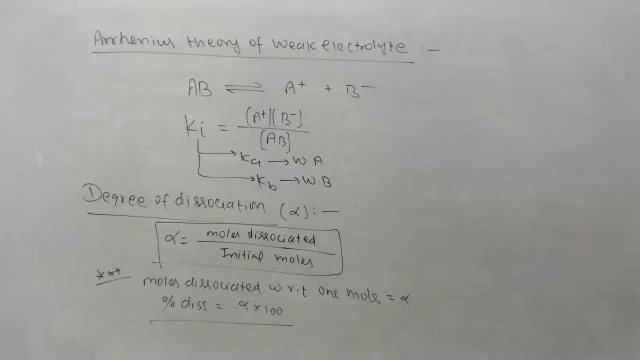 Arrhenius theory of weak electrolyte :-
AB ⇌ A+ + B-
Ki = [A+][B-] / [AB]
Ka → W A
Kb → W B
Degree of dissociation (α) :-
α = moles dissociated / Initial moles
*** moles dissociated w.r.t one mole = α
% diss = α × 100